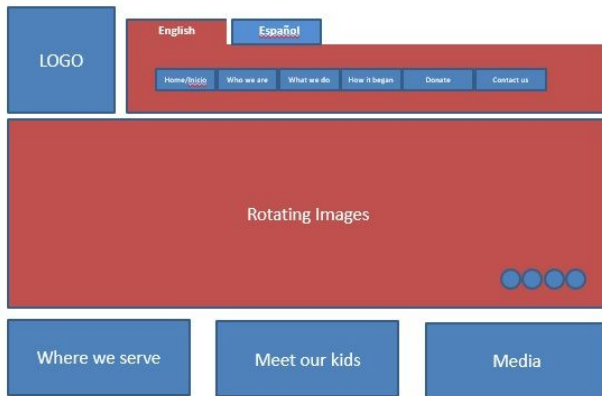 LOGO
English
Español
Home/Inicio
Who we are
What we do
How it began
Donate
Contact us
Rotating Images
Where we serve
Meet our kids
Media